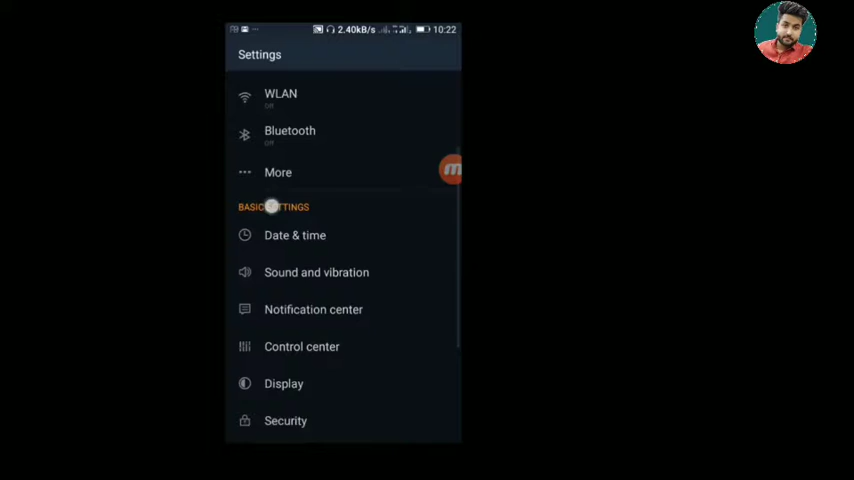 2.40kB/s 10:22
Settings
WLAN
Off
Bluetooth
Off
More
BASIC SETTINGS
Date & time
Sound and vibration
Notification center
Control center
Display
Security